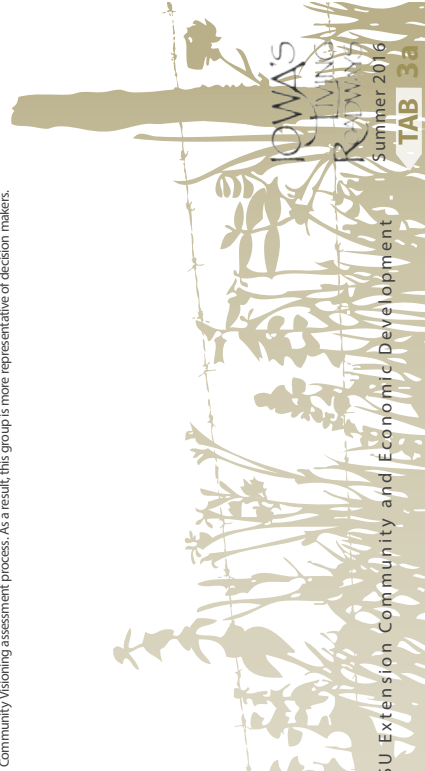 Community Visioning assessment process. As a result, this group is more representative of decision makers.
IOWA'S
LIVING
ROADWAYS
Summer 2016
TAB 3a
SU Extension Community and Economic Development